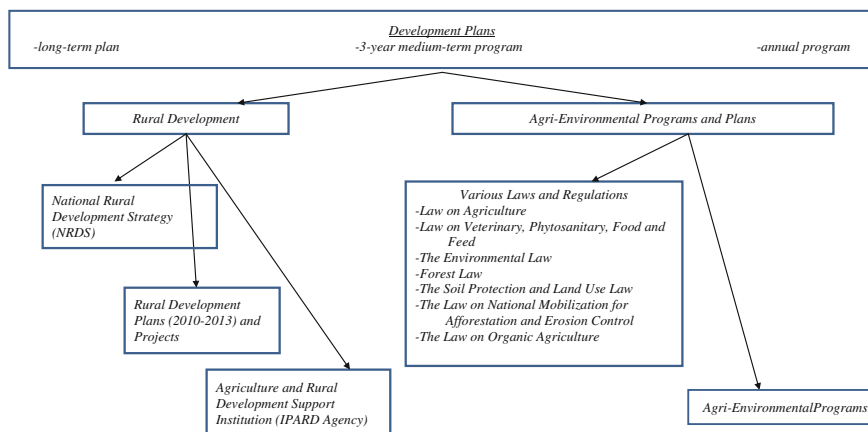 Development Plans
-long-term plan -3-year medium-term program -annual program
Rural Development
Agri-Environmental Programs and Plans
National Rural
Development Strategy
(NRDS)
Various Laws and Regulations
-Law on Agriculture
-Law on Veterinary, Phytosanitary, Food and
Feed
-The Environmental Law
-Forest Law
-The Soil Protection and Land Use Law
-The Law on National Mobilization for
Afforestation and Erosion Control
-The Law on Organic Agriculture
Rural Development
Plans (2010-2013) and
Projects
Agriculture and Rural
Development Support
Institution (IPARD Agency)
Agri-EnvironmentalPrograms